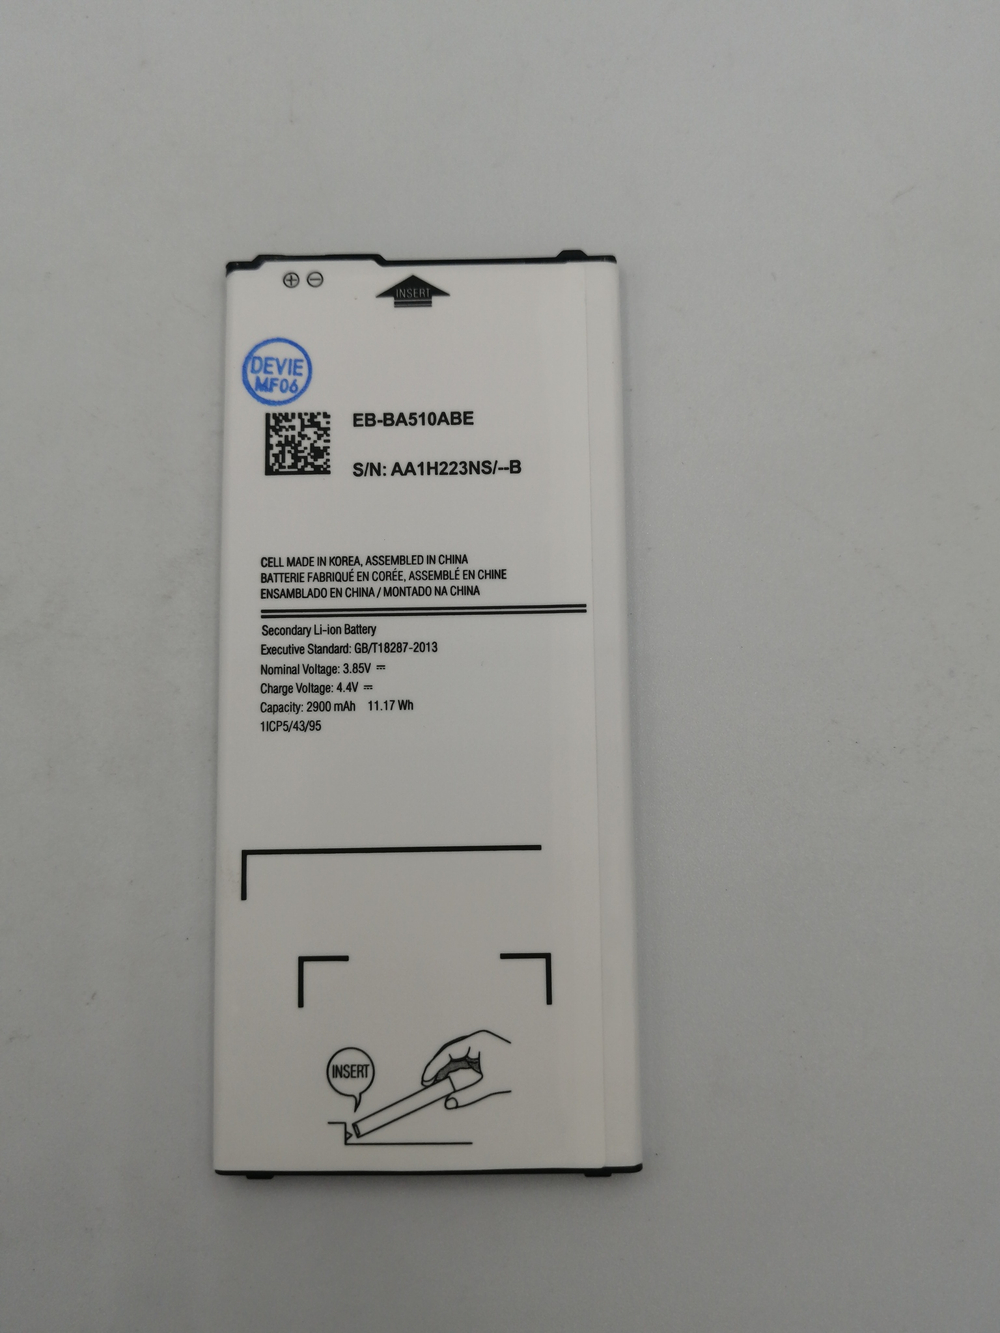 ⊕ ⊖
INSERT
DEVIE
MF06
EB-BA510ABE
S/N: AA1H223NS/--B
CELL MADE IN KOREA, ASSEMBLED IN CHINA
BATTERIE FABRIQUÉ EN CORÉE, ASSEMBLÉ EN CHINE
ENSAMBLADO EN CHINA / MONTADO NA CHINA
Secondary Li-ion Battery
Executive Standard: GB/T18287-2013
Nominal Voltage: 3.85V ⎓
Charge Voltage: 4.4V ⎓
Capacity: 2900 mAh 11.17 Wh
1ICP5/43/95
INSERT